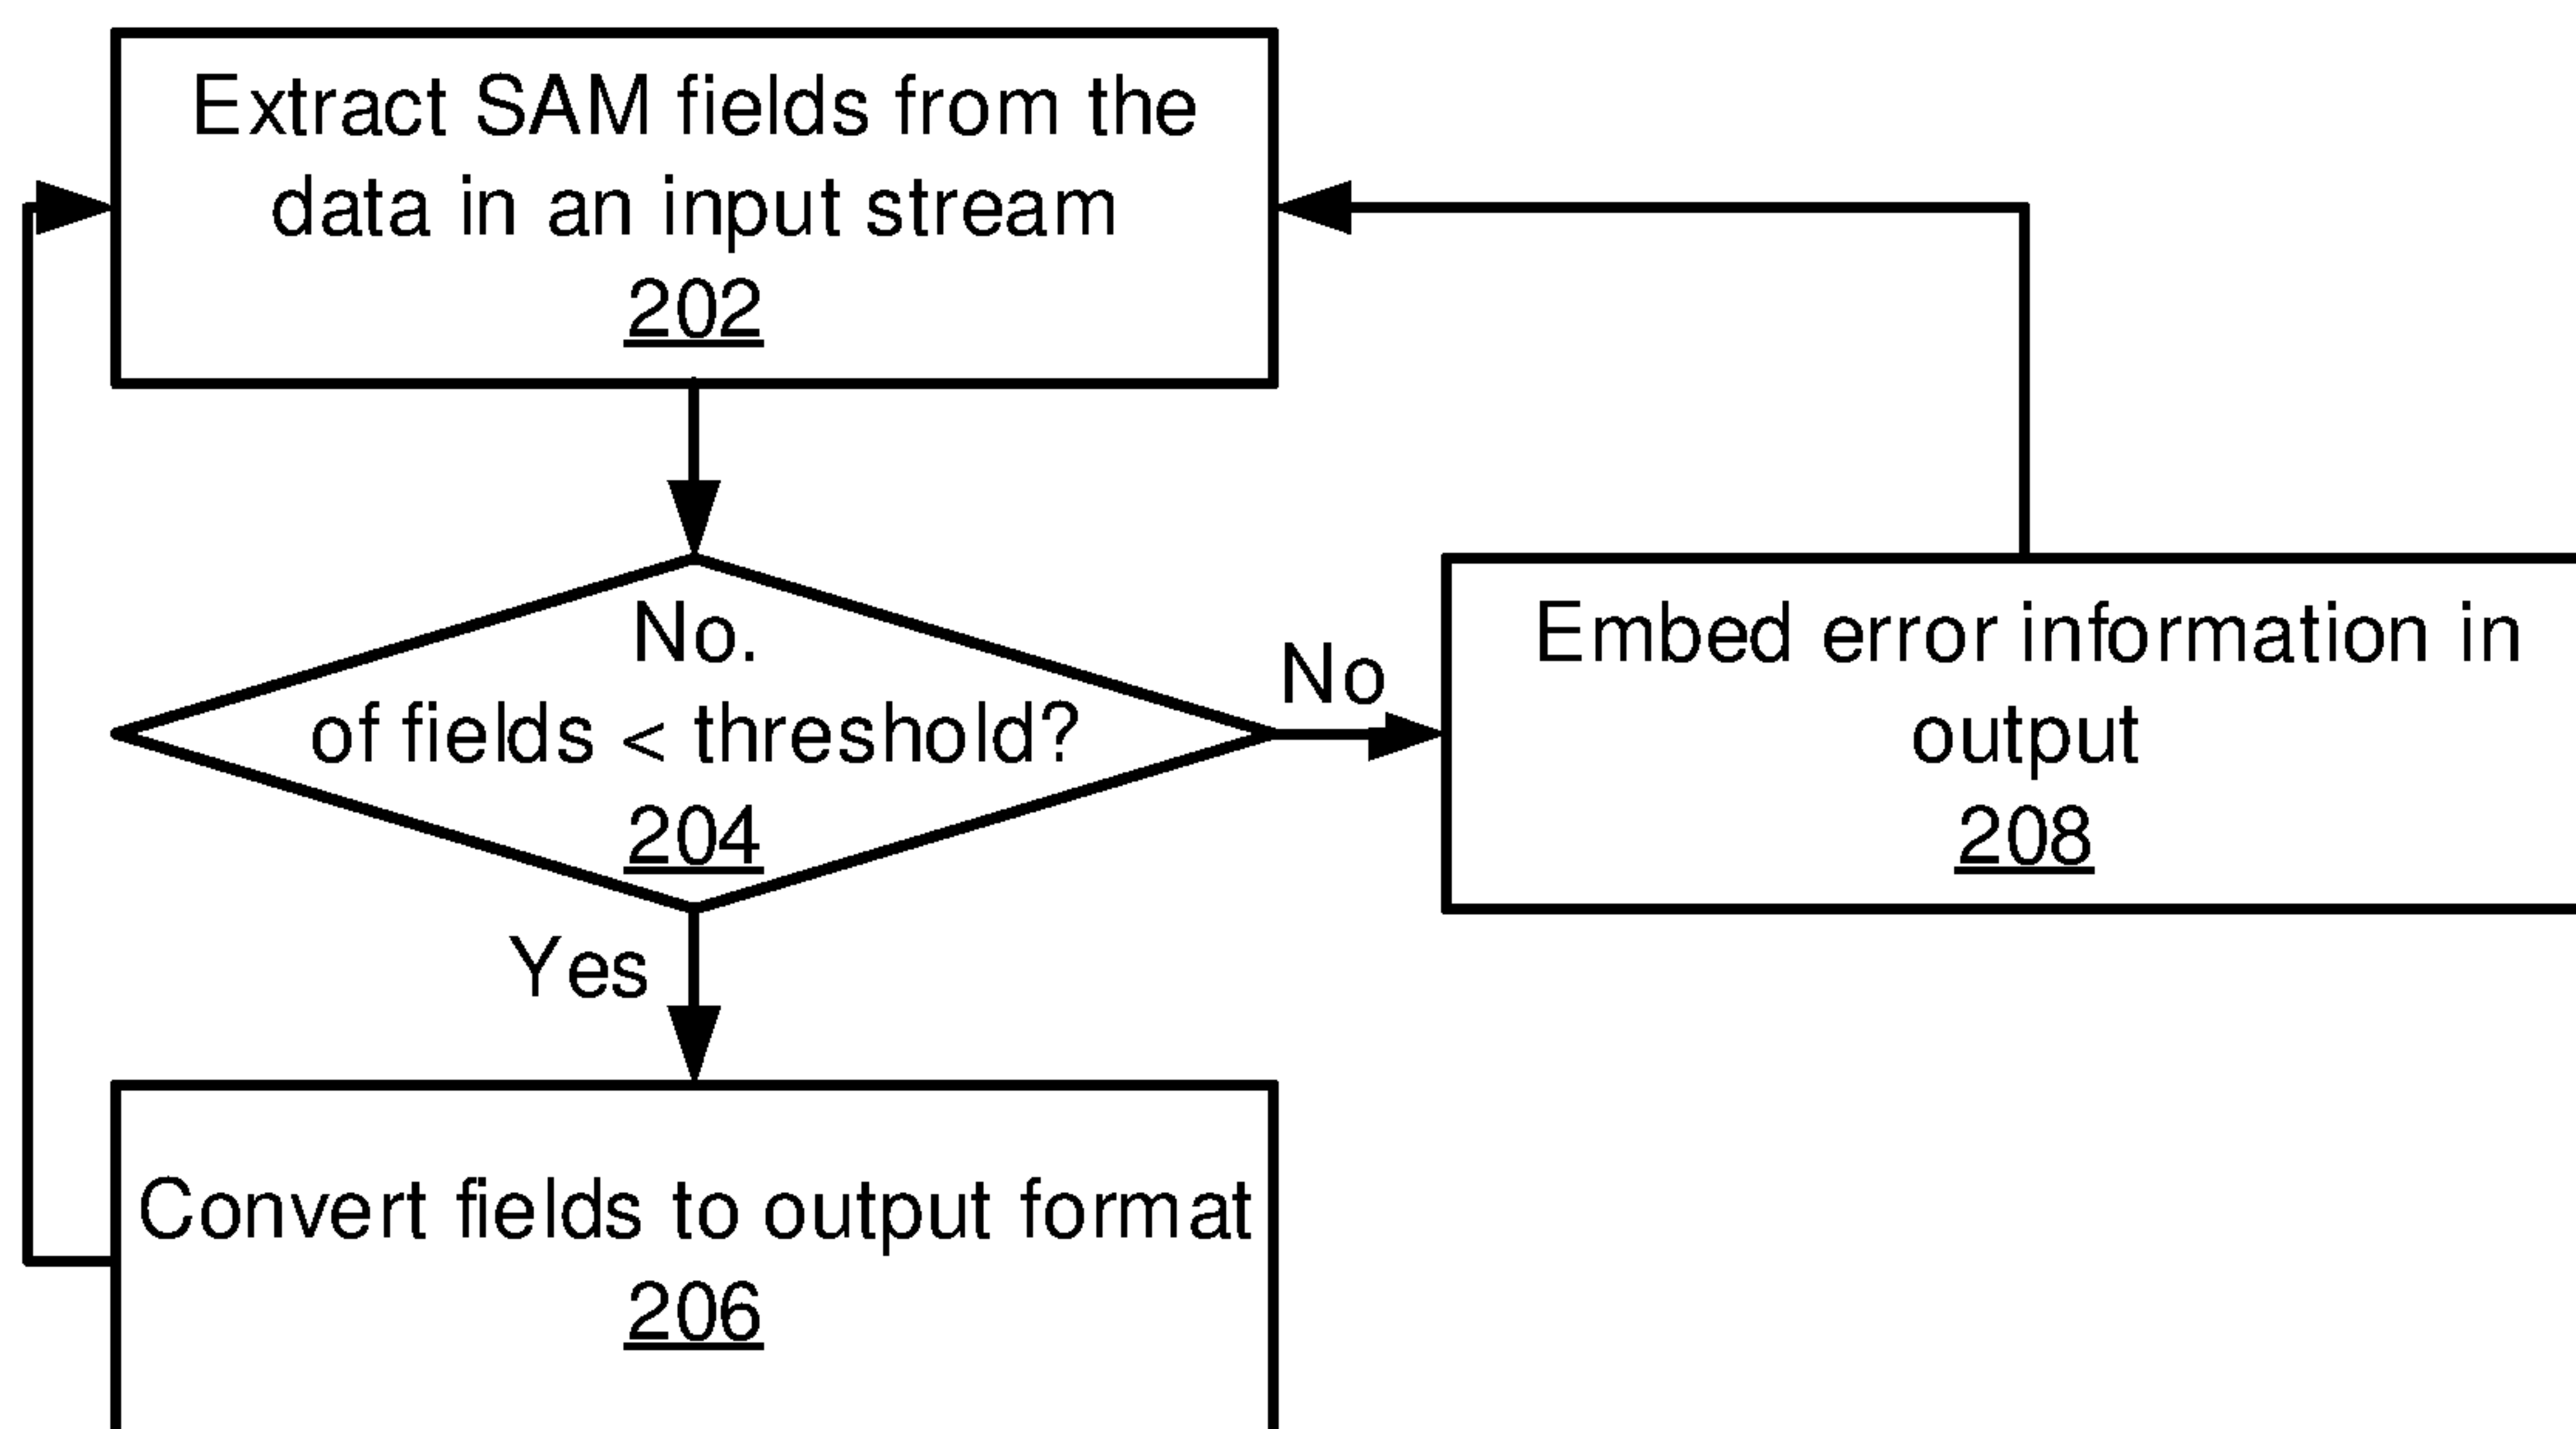 Extract SAM fields from the
data in an input stream
202
No.
of fields < threshold?
204
No
Embed error information in
output
208
Yes
Convert fields to output format
206